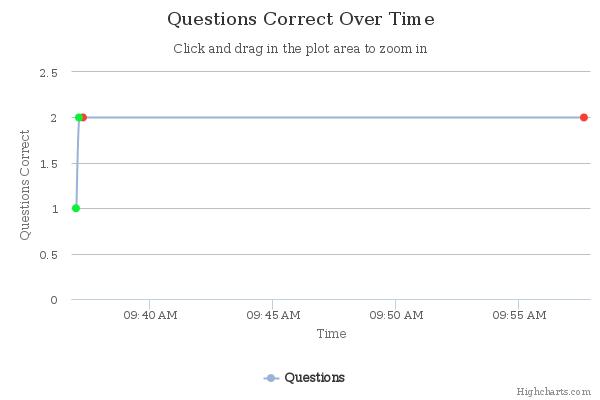 Questions Correct Over Time
Click and drag in the plot area to zoom in
Questions Correct
2.5
2
1.5
1
0.5
0
09:40 AM
09:45 AM
09:50 AM
09:55 AM
Time
Questions
Highcharts.com